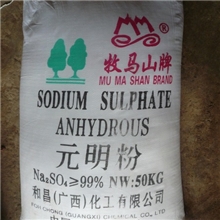 牧马山牌
MU MA SHAN BRAND
SODIUM SULPHATE
ANHYDROUS
元明粉
Na₂SO₄≥99% NW:50KG
和昌(广西)化工有限公司